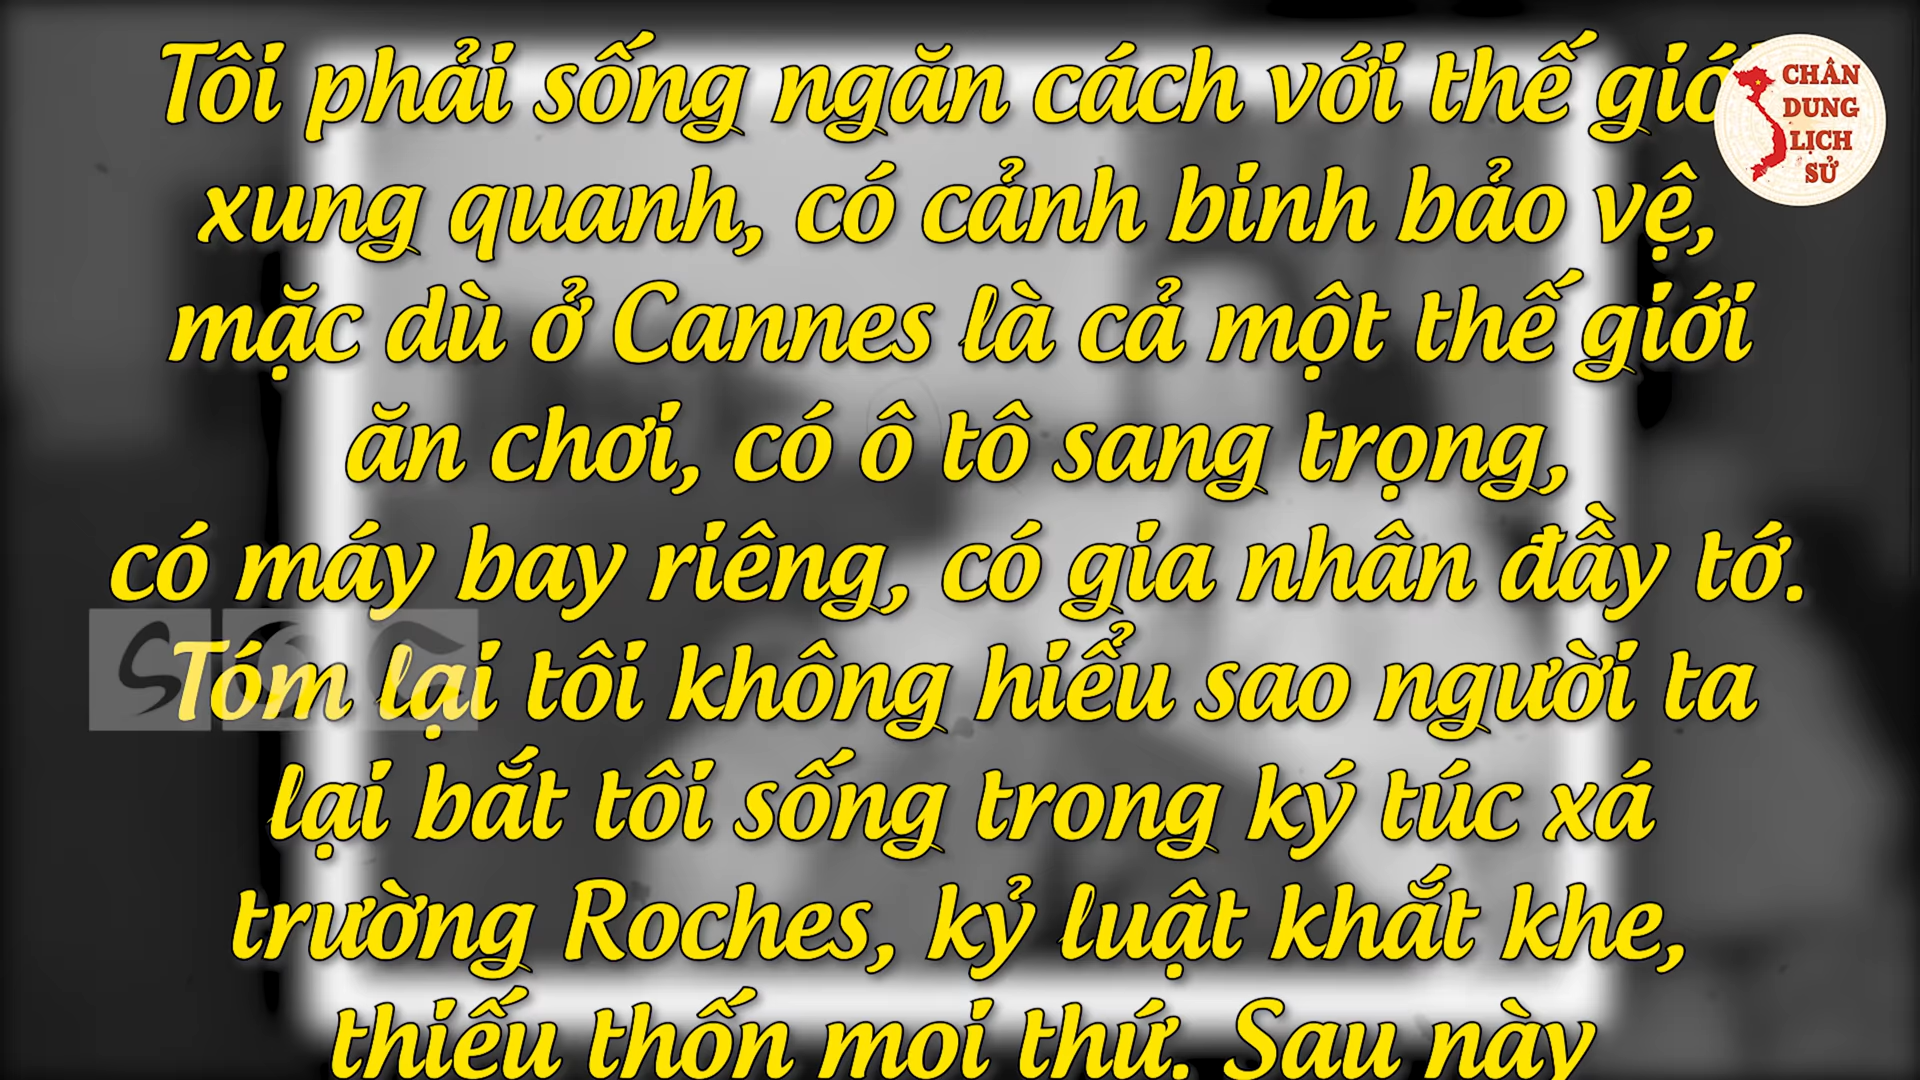 Tôi phải sống ngăn cách với thế giới
xung quanh, có cảnh binh bảo vệ,
mặc dù ở Cannes là cả một thế giới
ăn chơi, có ô tô sang trọng,
có máy bay riêng, có gia nhân đầy tớ.
Tóm lại tôi không hiểu sao người ta
lại bắt tôi sống trong ký túc xá
trường Roches, kỷ luật khắt khe,
thiếu thốn mọi thứ. Sau này
CHÂN
DUNG
LỊCH
SỬ